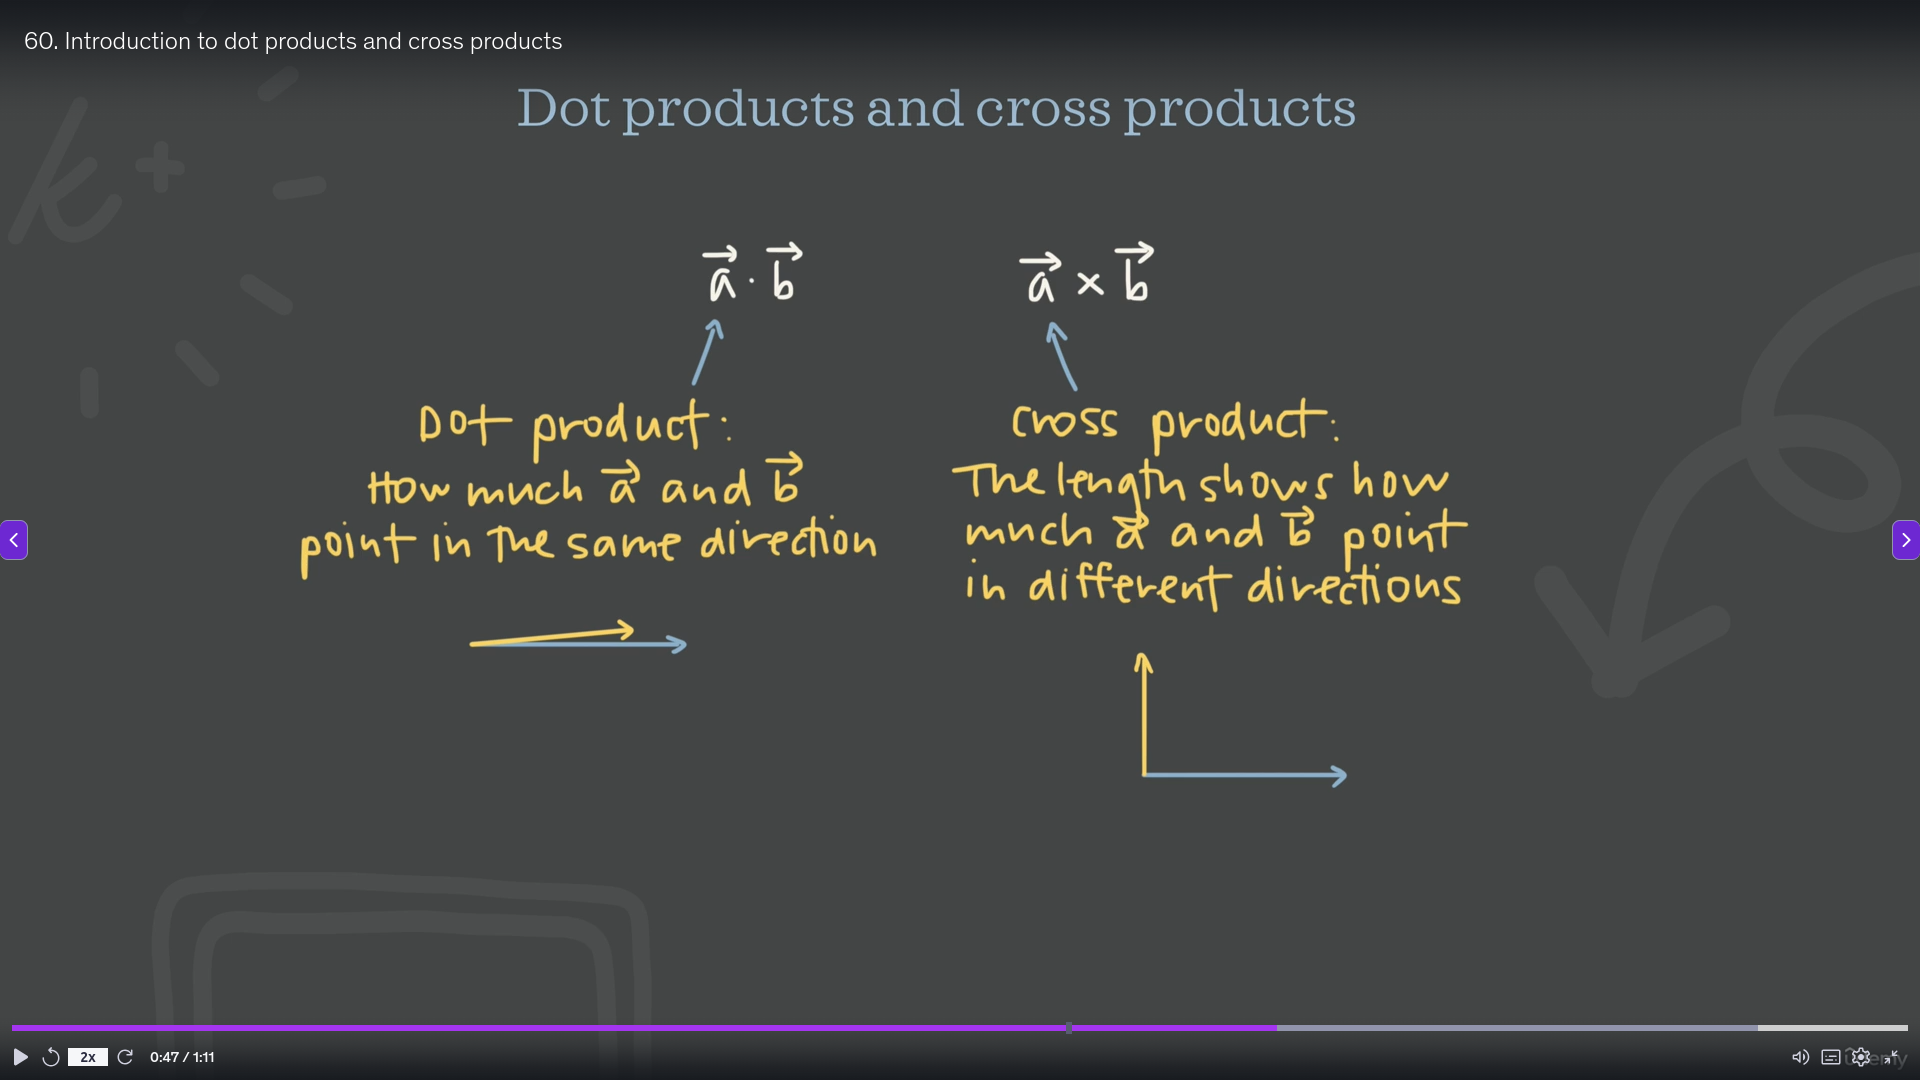 60. Introduction to dot products and cross products
Dot products and cross products
a⃗ · b⃗
a⃗ × b⃗
Dot product:
How much a⃗ and b⃗
point in the same direction
Cross product:
The length shows how
much a⃗ and b⃗ point
in different directions
k+
2x
0:47 / 1:11
Udemy